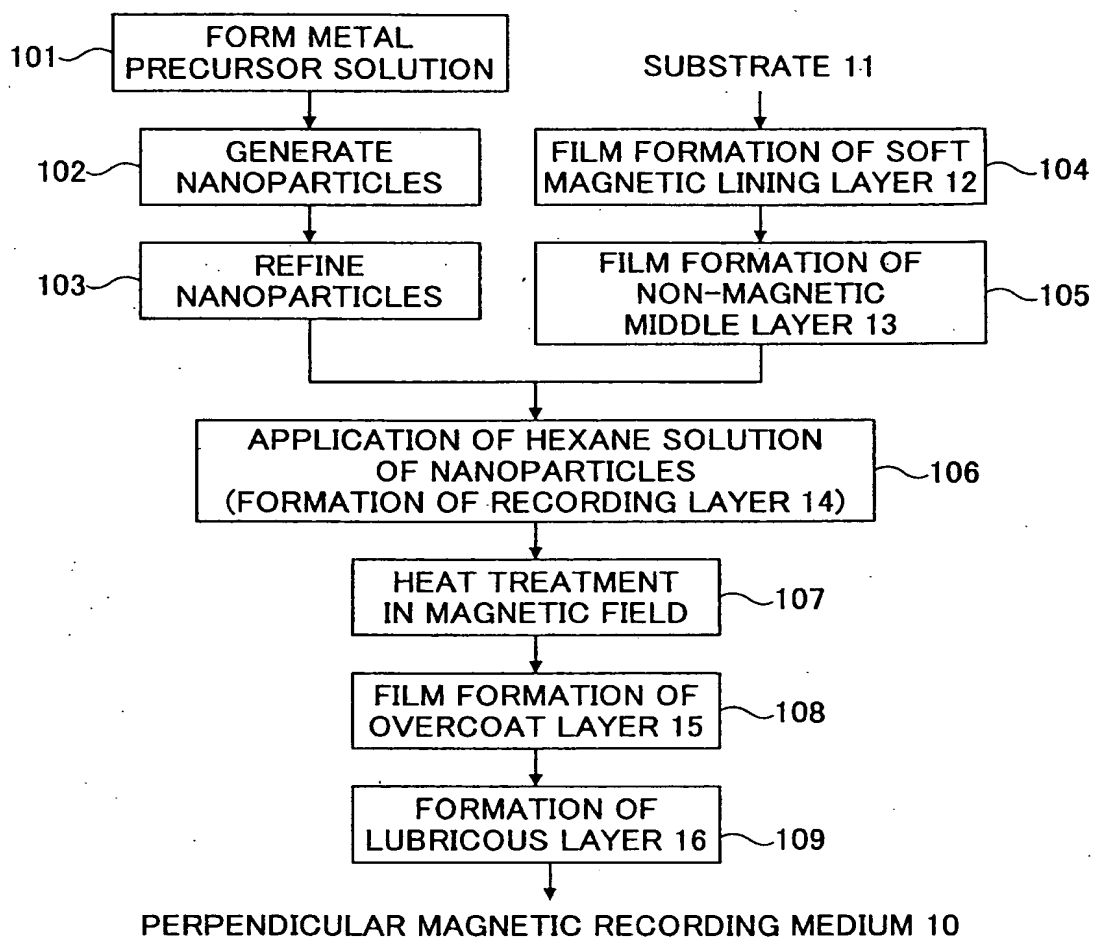 FORM METAL
PRECURSOR SOLUTION
101
GENERATE
NANOPARTICLES
102
REFINE
NANOPARTICLES
103
SUBSTRATE 11
FILM FORMATION OF SOFT
MAGNETIC LINING LAYER 12
104
FILM FORMATION OF
NON-MAGNETIC
MIDDLE LAYER 13
105
APPLICATION OF HEXANE SOLUTION
OF NANOPARTICLES
(FORMATION OF RECORDING LAYER 14)
106
HEAT TREATMENT
IN MAGNETIC FIELD
107
FILM FORMATION OF
OVERCOAT LAYER 15
108
FORMATION OF
LUBRICOUS LAYER 16
109
PERPENDICULAR MAGNETIC RECORDING MEDIUM 10